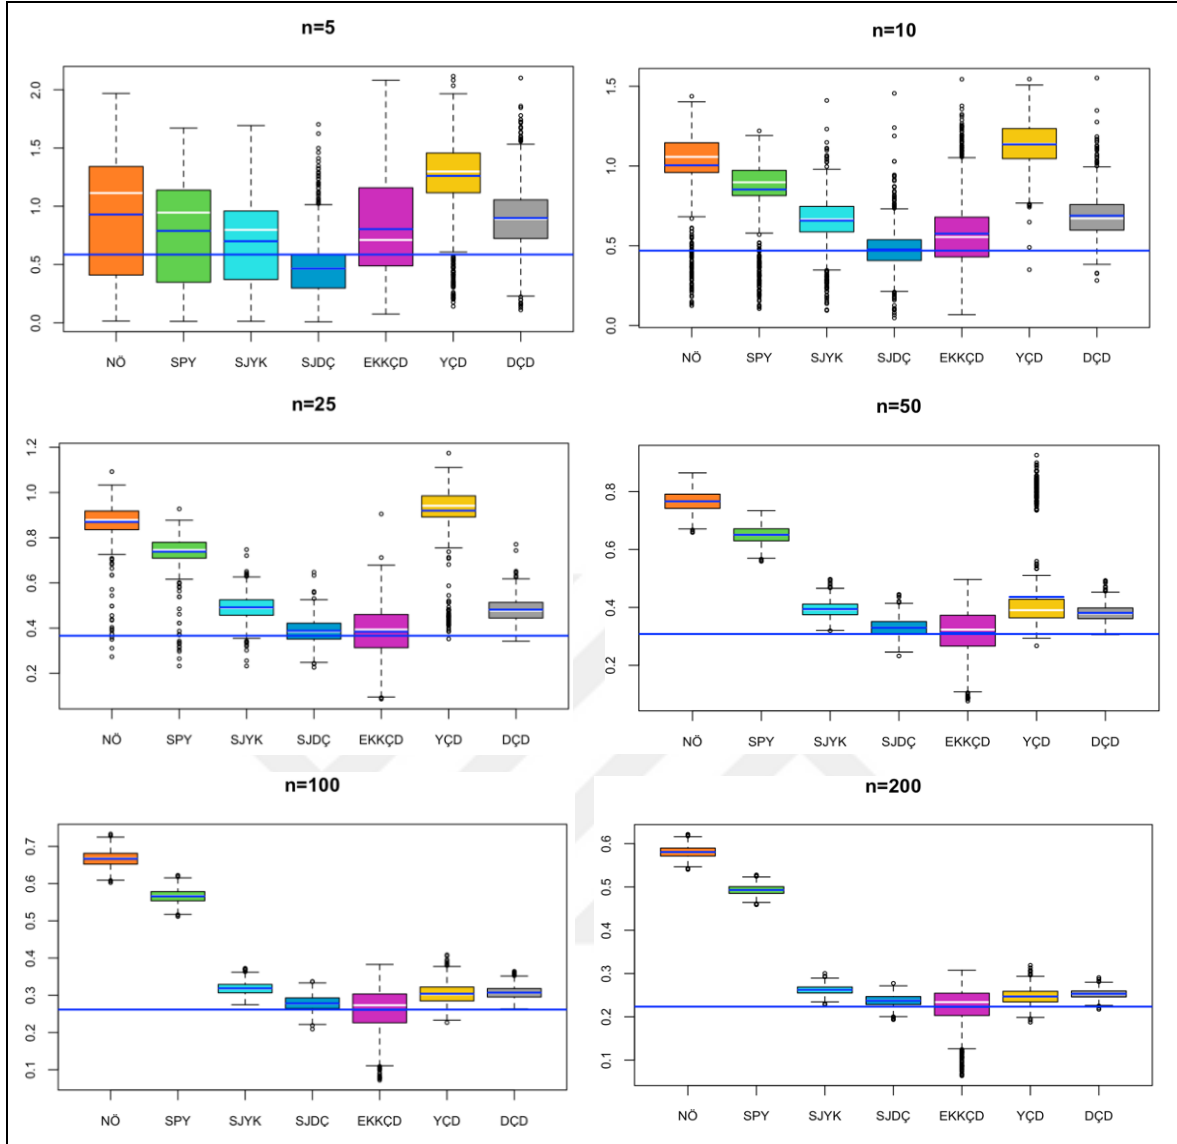 n=5
2.0
1.5
1.0
0.5
0.0
NÖ SPY SJYK SJDÇ EKKÇD YÇD DÇD
n=10
1.5
1.0
0.5
0.0
NÖ SPY SJYK SJDÇ EKKÇD YÇD DÇD
n=25
1.2
1.0
0.8
0.6
0.4
0.2
NÖ SPY SJYK SJDÇ EKKÇD YÇD DÇD
n=50
0.8
0.6
0.4
0.2
NÖ SPY SJYK SJDÇ EKKÇD YÇD DÇD
n=100
0.7
0.6
0.5
0.4
0.3
0.2
0.1
NÖ SPY SJYK SJDÇ EKKÇD YÇD DÇD
n=200
0.6
0.5
0.4
0.3
0.2
0.1
NÖ SPY SJYK SJDÇ EKKÇD YÇD DÇD